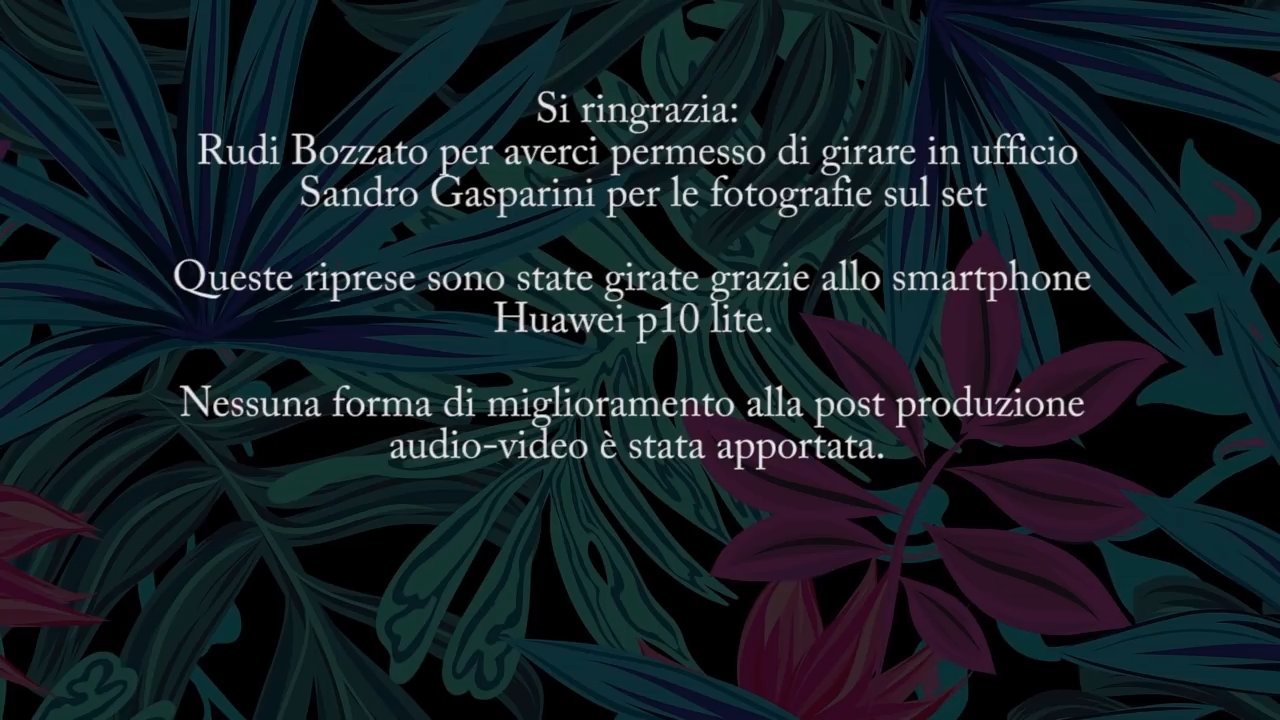 Si ringrazia:
Rudi Bozzato per averci permesso di girare in ufficio
Sandro Gasparini per le fotografie sul set
Queste riprese sono state girate grazie allo smartphone
Huawei p10 lite.
Nessuna forma di miglioramento alla post produzione
audio-video è stata apportata.